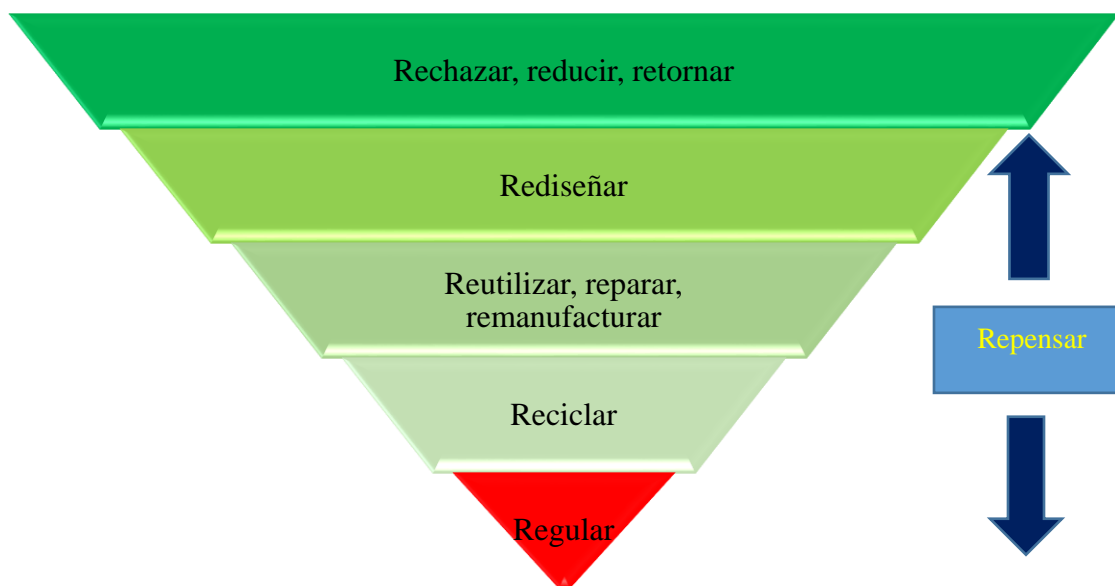 Rechazar, reducir, retornar
Rediseñar
Reutilizar, reparar,
remanufacturar
Repensar
Reciclar
Regular